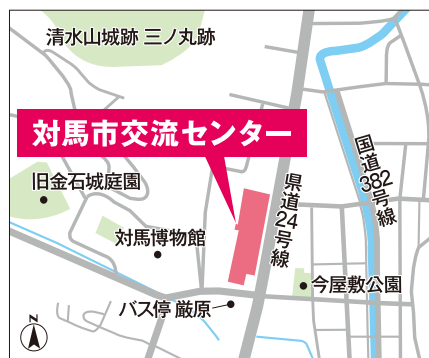 清水山城跡 三ノ丸跡
対馬市交流センター
旧金石城庭園
対馬博物館
県道24号線
国道382号線
今屋敷公園
バス停 厳原
N